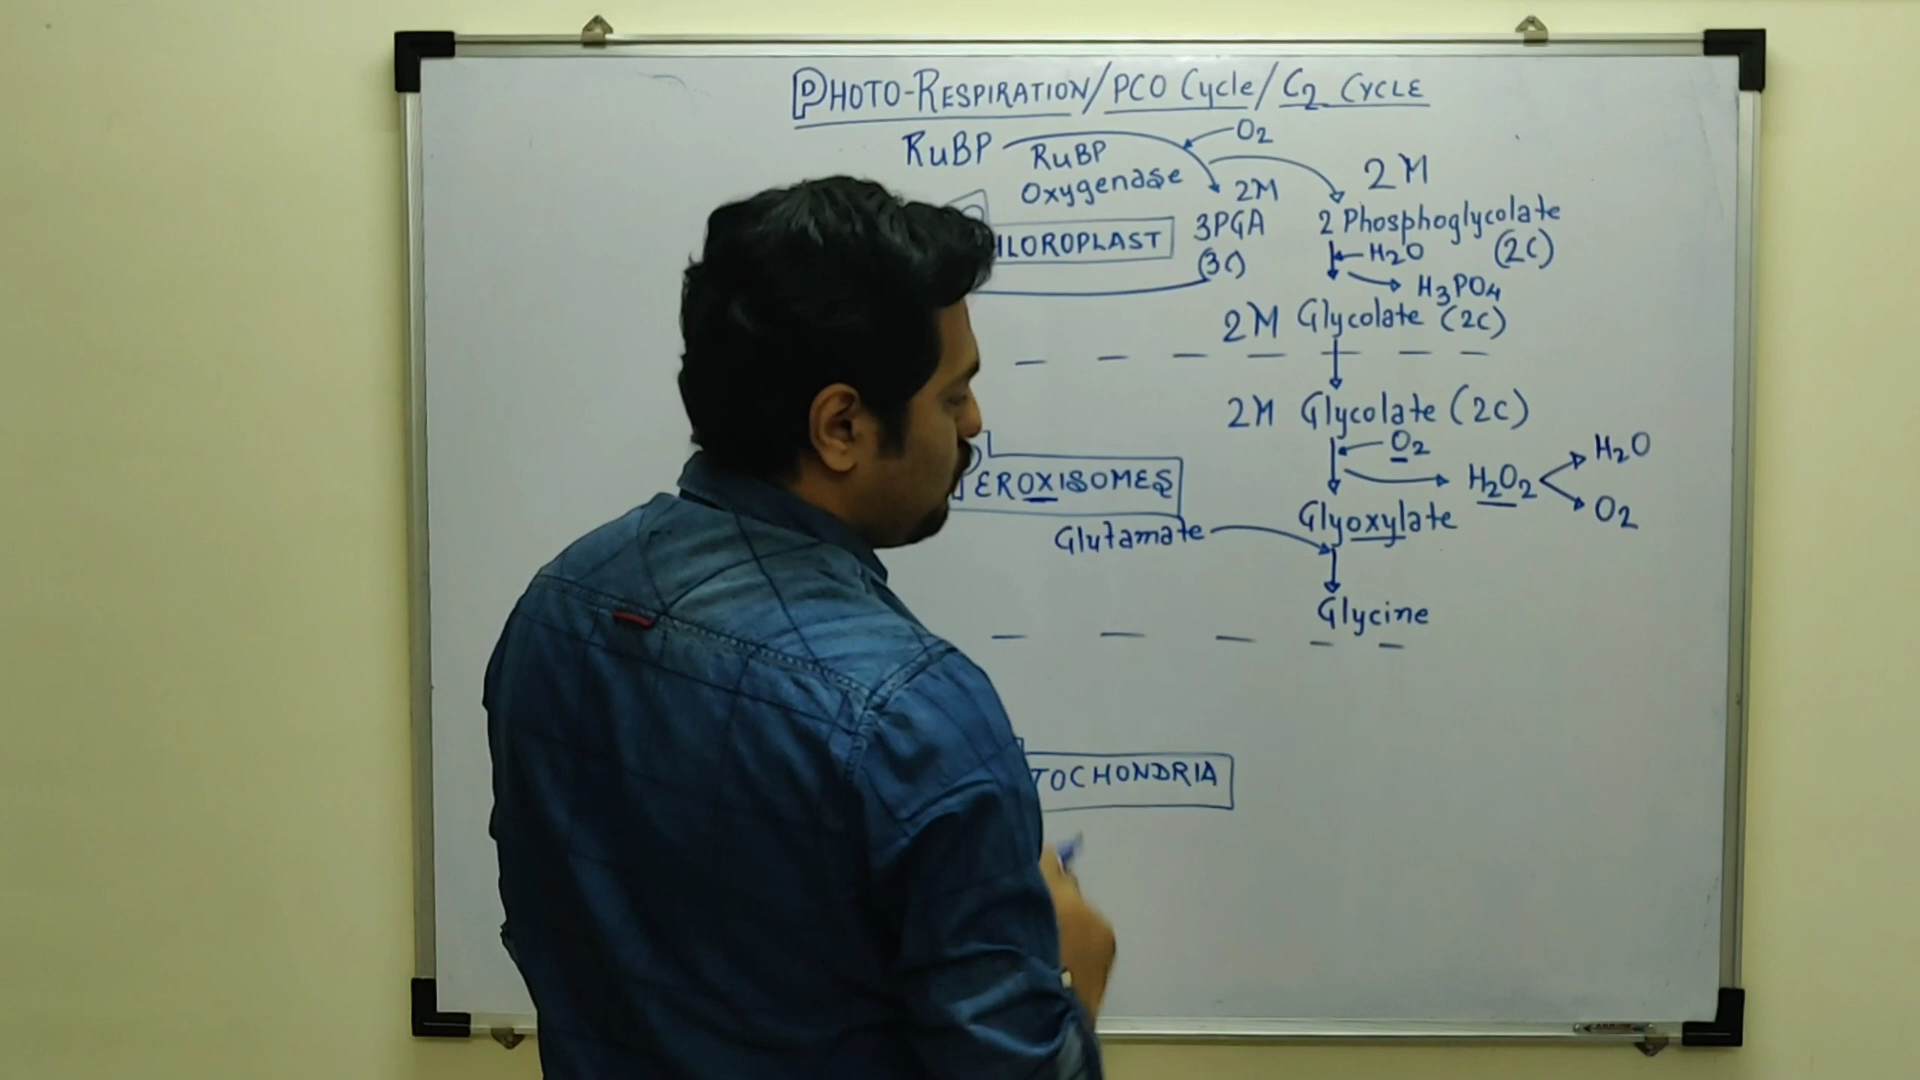 PHOTO-RESPIRATION/PCO Cycle/C2 CYCLE
RuBP
RuBP
Oxygenase
O2
2M
3PGA
(3C)
2M
2 Phosphoglycolate
(2C)
H2O
H3PO4
HLOROPLAST
2M Glycolate (2C)
2M Glycolate (2C)
O2
H2O2
H2O
O2
PEROXISOMES
Glyoxylate
Glutamate
Glycine
TOCHONDRIA